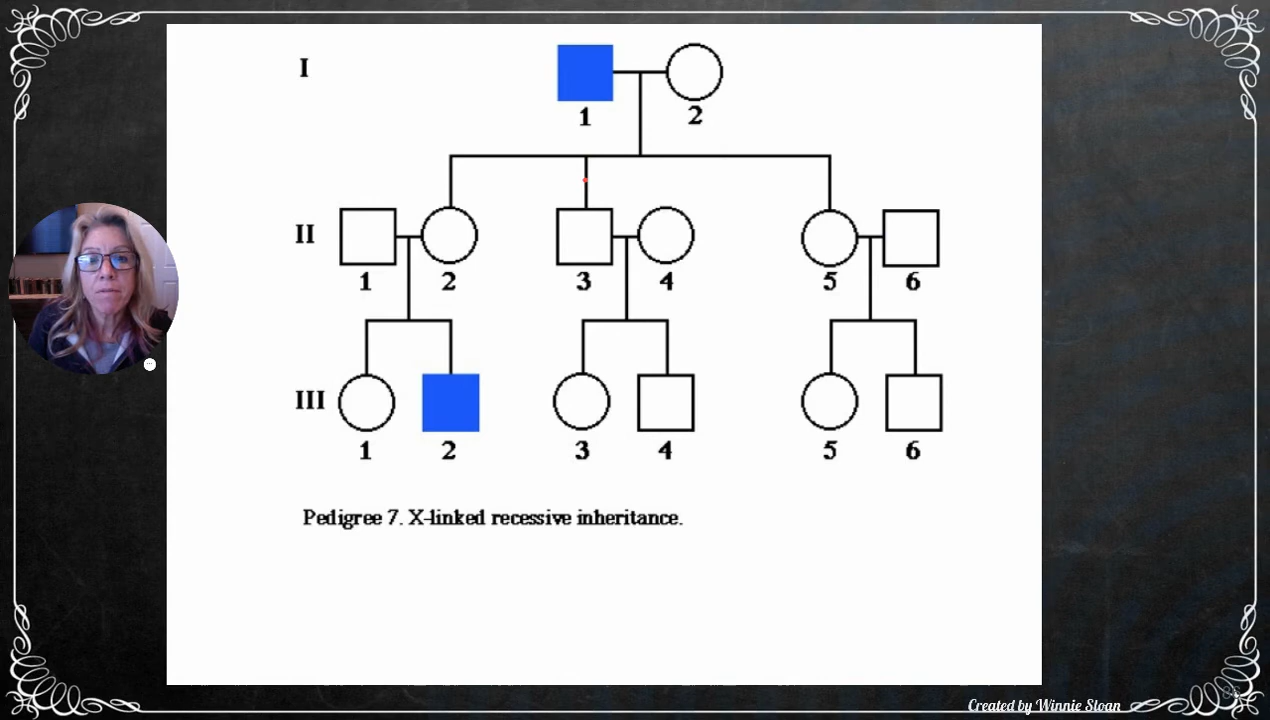 I
1 2
II
1 2 3 4 5 6
III
1 2 3 4 5 6
Pedigree 7. X-linked recessive inheritance.
Created by Winnie Sloan